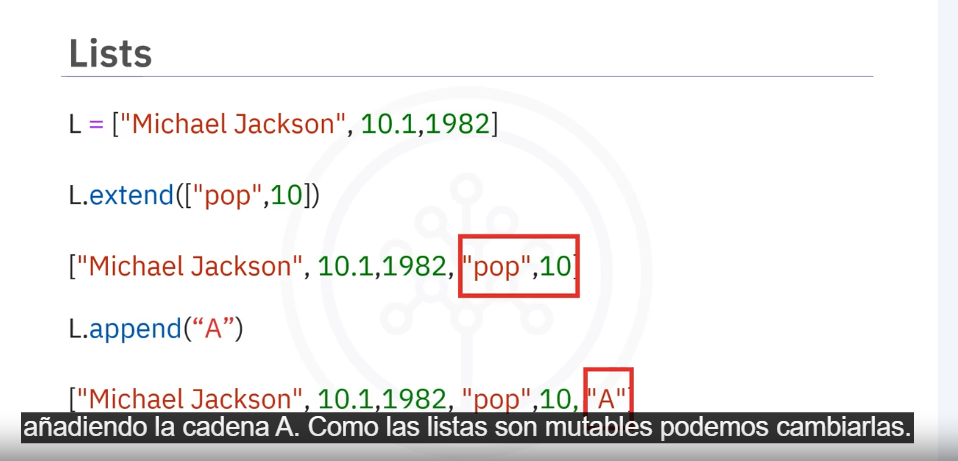 Lists
L = ["Michael Jackson", 10.1,1982]
L.extend(["pop",10])
["Michael Jackson", 10.1,1982, "pop",10]
L.append(“A”)
["Michael Jackson", 10.1,1982, "pop",10, "A"]
añadiendo la cadena A. Como las listas son mutables podemos cambiarlas.